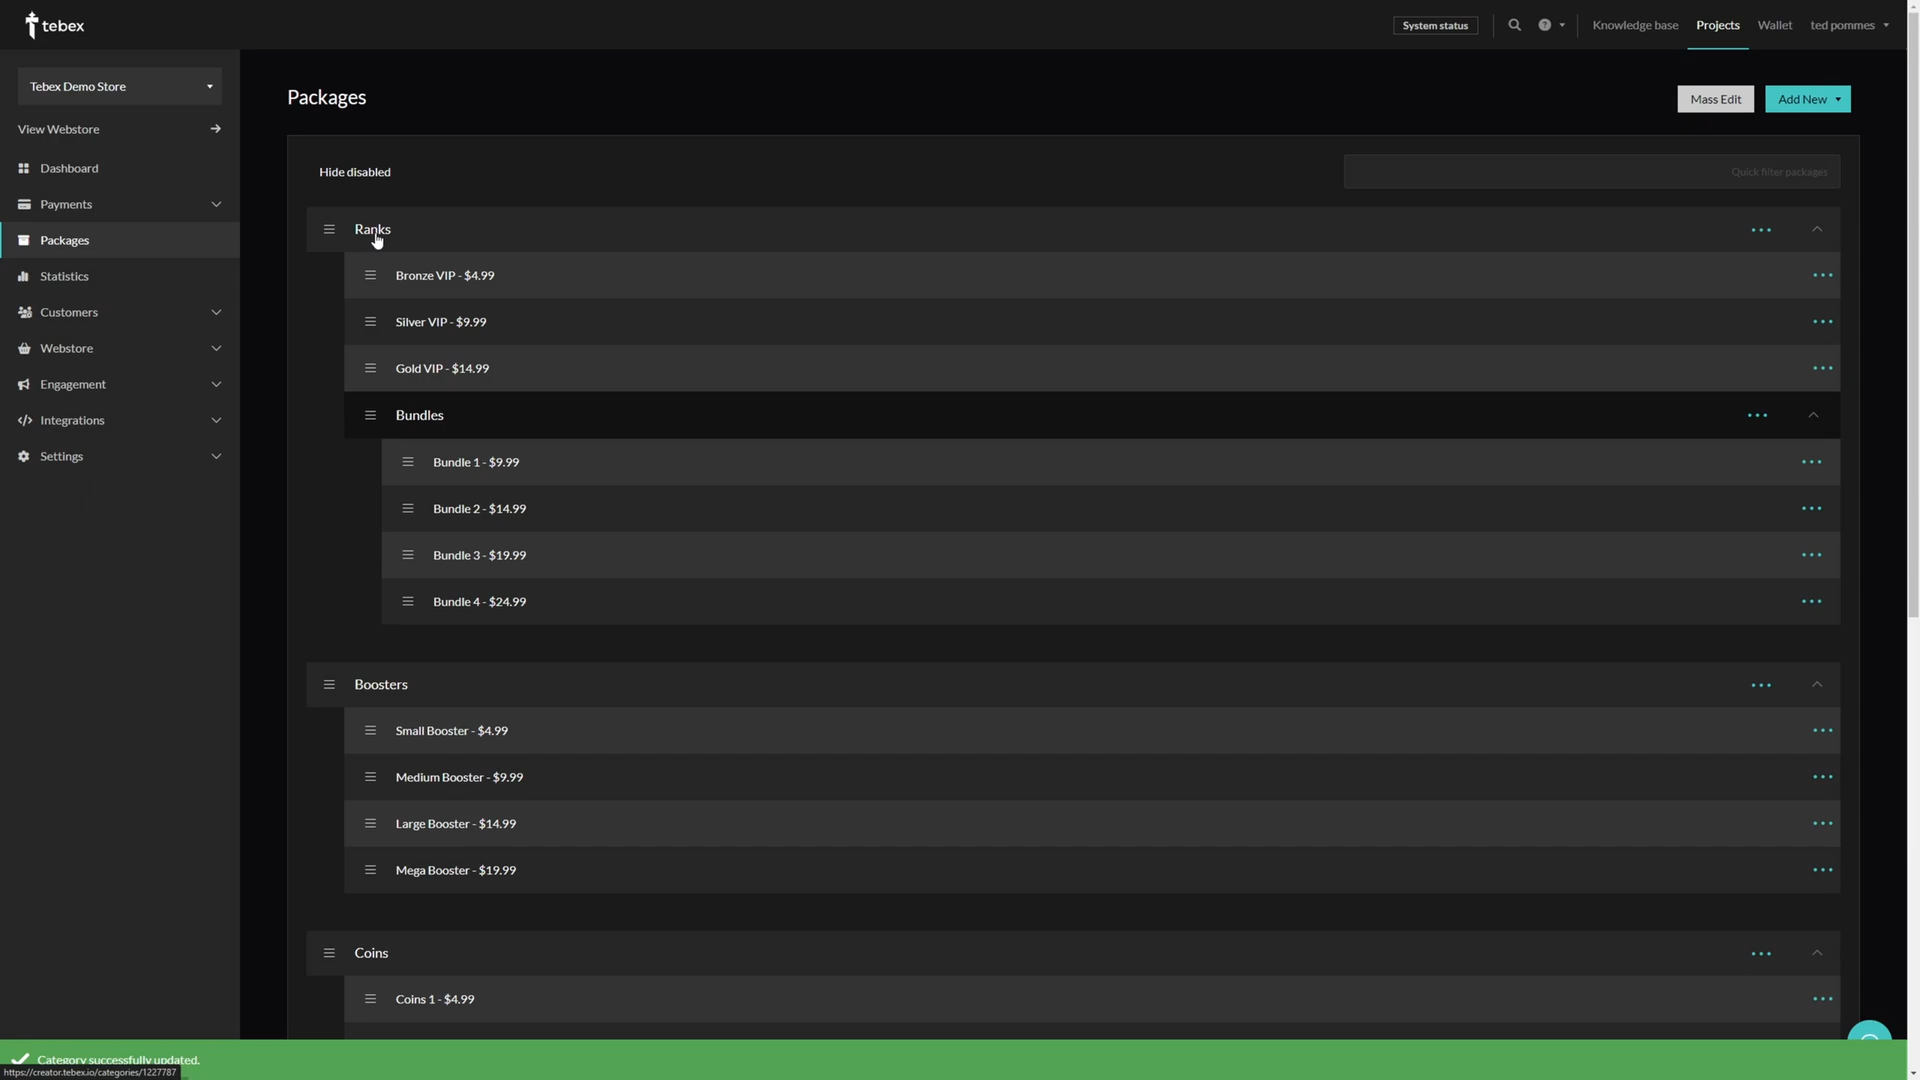 tebex
System status
Knowledge base
Projects
Wallet
ted pommes
Tebex Demo Store
View Webstore
Dashboard
Payments
Packages
Statistics
Customers
Webstore
Engagement
Integrations
Settings
Packages
Mass Edit
Add New
Hide disabled
Quick filter packages
Ranks
Bronze VIP - $4.99
Silver VIP - $9.99
Gold VIP - $14.99
Bundles
Bundle 1 - $9.99
Bundle 2 - $14.99
Bundle 3 - $19.99
Bundle 4 - $24.99
Boosters
Small Booster - $4.99
Medium Booster - $9.99
Large Booster - $14.99
Mega Booster - $19.99
Coins
Coins 1 - $4.99
Category successfully updated.
https://creator.tebex.io/categories/1227787